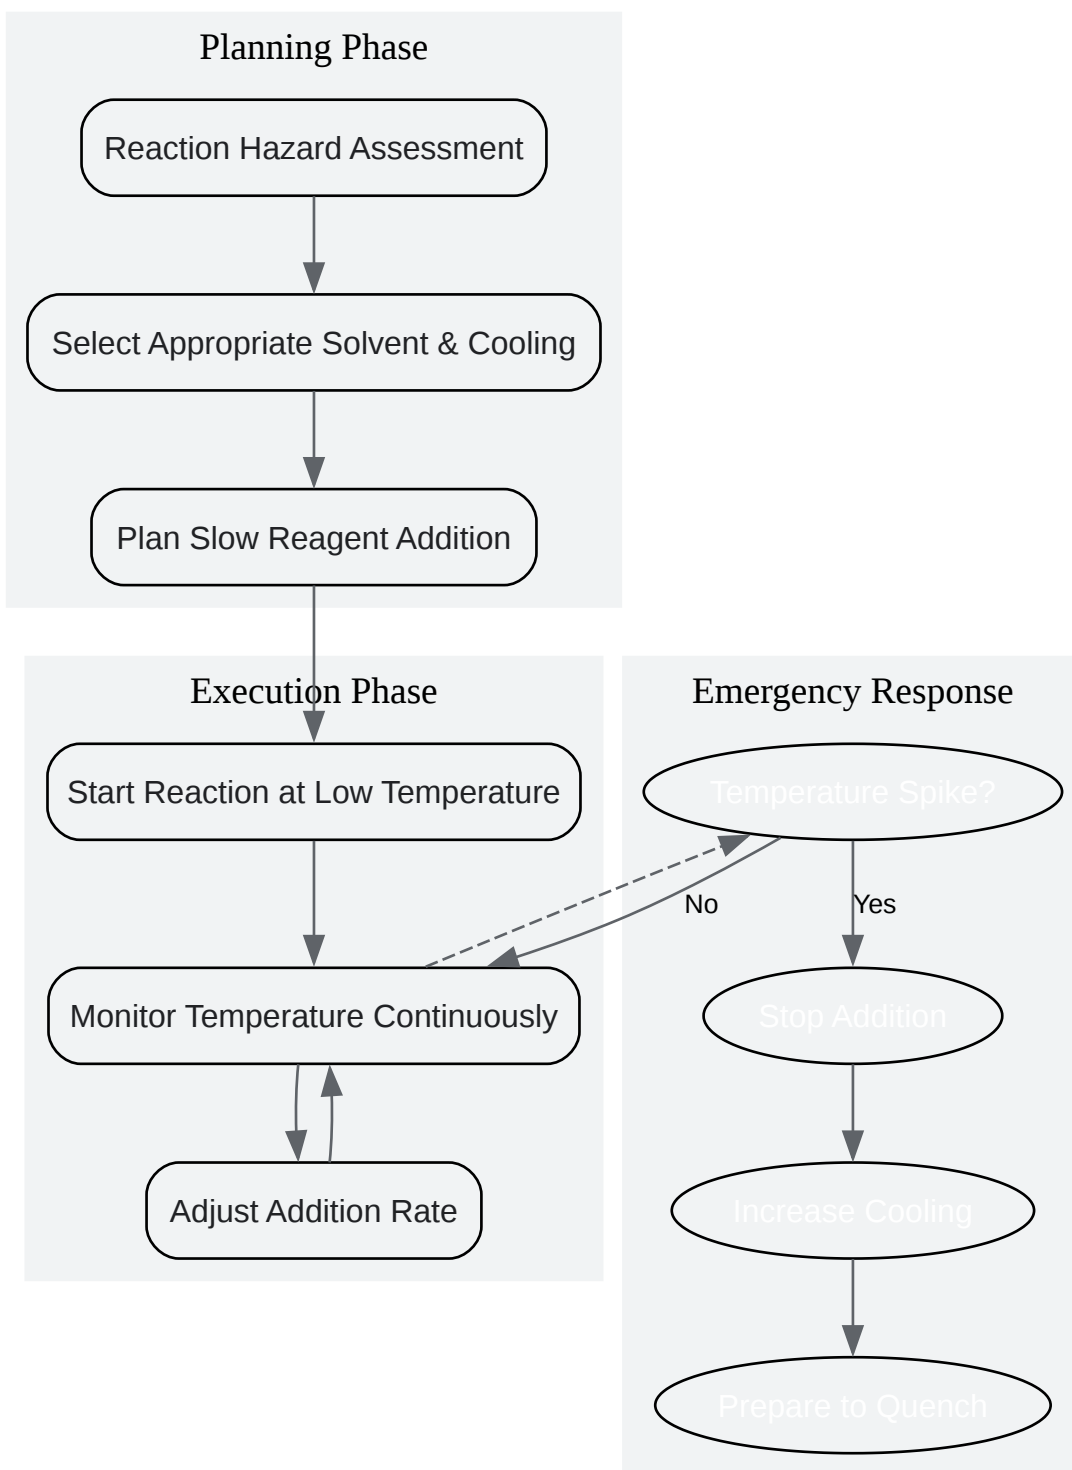 Planning Phase
Reaction Hazard Assessment
Select Appropriate Solvent & Cooling
Plan Slow Reagent Addition
Execution Phase
Start Reaction at Low Temperature
Monitor Temperature Continuously
Adjust Addition Rate
Emergency Response
Temperature Spike?
No
Yes
Stop Addition
Increase Cooling
Prepare to Quench